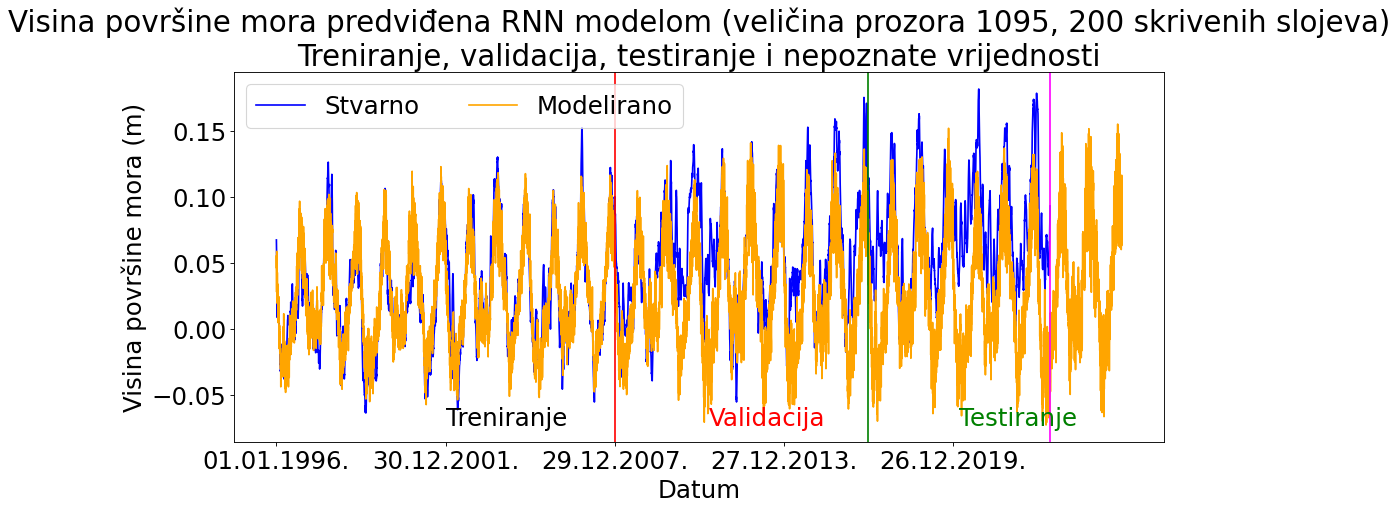 Visina površine mora predviđena RNN modelom (veličina prozora 1095, 200 skrivenih slojeva)
Treniranje, validacija, testiranje i nepoznate vrijednosti
Stvarno
Modelirano
Visina površine mora (m)
0.15
0.10
0.05
0.00
−0.05
Treniranje
Validacija
Testiranje
01.01.1996.
30.12.2001.
29.12.2007.
27.12.2013.
26.12.2019.
Datum